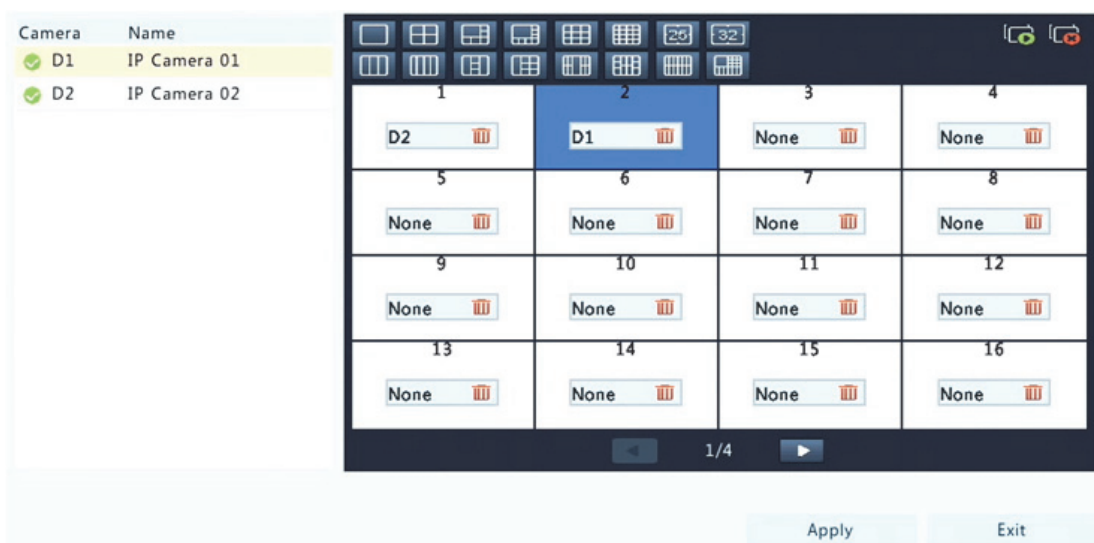 Camera Name
D1 IP Camera 01
D2 IP Camera 02
25 32
1 2 3 4
D2 D1 None None
5 6 7 8
None None None None
9 10 11 12
None None None None
13 14 15 16
None None None None
1/4
Apply Exit